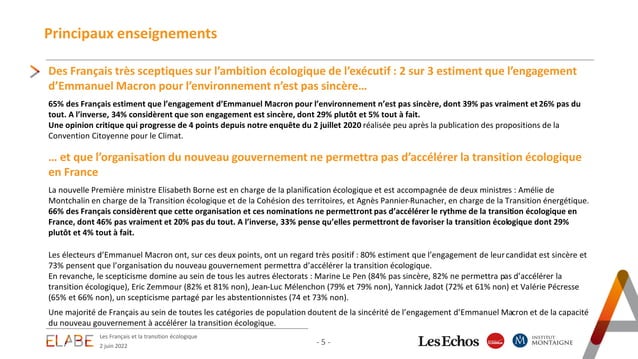 Principaux enseignements
Des Français très sceptiques sur l’ambition écologique de l’exécutif : 2 sur 3 estiment que l’engagement
d’Emmanuel Macron pour l’environnement n’est pas sincère…
65% des Français estiment que l’engagement d’Emmanuel Macron pour l’environnement n’est pas sincère, dont 39% pas vraiment et 26% pas du
tout. A l’inverse, 34% considèrent que son engagement est sincère, dont 29% plutôt et 5% tout à fait.
Une opinion critique qui progresse de 4 points depuis notre enquête du 2 juillet 2020 réalisée peu après la publication des propositions de la
Convention Citoyenne pour le Climat.
… et que l’organisation du nouveau gouvernement ne permettra pas d’accélérer la transition écologique
en France
La nouvelle Première ministre Elisabeth Borne est en charge de la planification écologique et est accompagnée de deux ministres : Amélie de
Montchalin en charge de la Transition écologique et de la Cohésion des territoires, et Agnès Pannier-Runacher, en charge de la Transition énergétique.
66% des Français considèrent que cette organisation et ces nominations ne permettront pas d’accélérer le rythme de la transition écologique en
France, dont 46% pas vraiment et 20% pas du tout. A l’inverse, 33% pense qu’elles permettront de favoriser la transition écologique dont 29%
plutôt et 4% tout à fait.
Les électeurs d’Emmanuel Macron ont, sur ces deux points, ont un regard très positif : 80% estiment que l’engagement de leur candidat est sincère et
73% pensent que l’organisation du nouveau gouvernement permettra d’accélérer la transition écologique.
En revanche, le scepticisme domine au sein de tous les autres électorats : Marine Le Pen (84% pas sincère, 82% ne permettra pas d’accélérer la
transition écologique), Eric Zemmour (82% et 81% non), Jean-Luc Mélenchon (79% et 79% non), Yannick Jadot (72% et 61% non) et Valérie Pécresse
(65% et 66% non), un scepticisme partagé par les abstentionnistes (74 et 73% non).
Une majorité de Français au sein de toutes les catégories de population doutent de la sincérité de l’engagement d’Emmanuel Macron et de la capacité
du nouveau gouvernement à accélérer la transition écologique.
ELABE
Les Français et la transition écologique
2 juin 2022
- 5 -
Les Echos
INSTITUT
MONTAIGNE